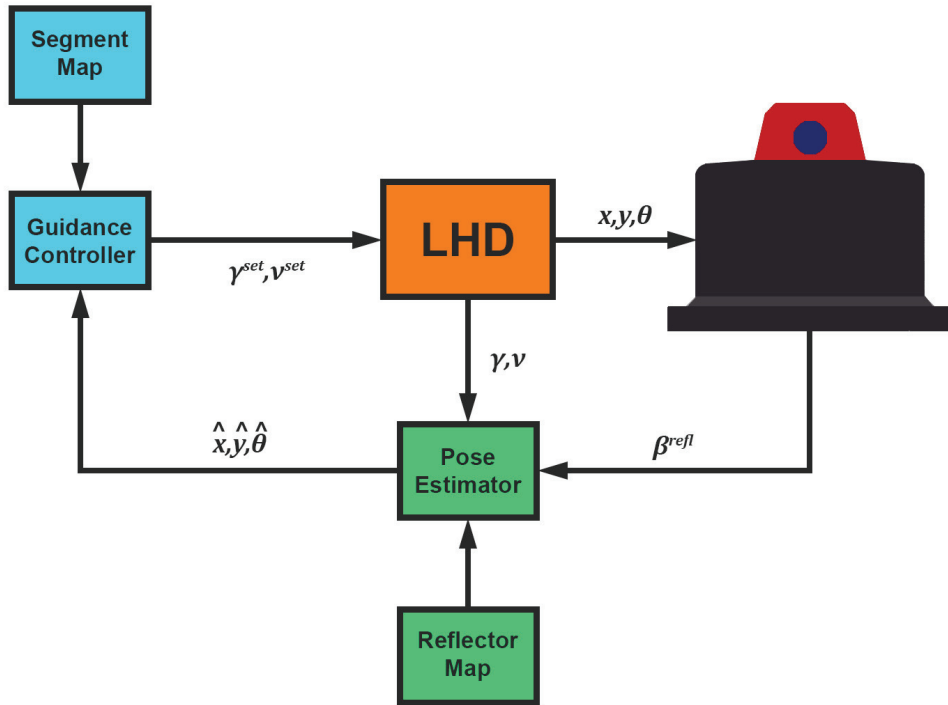 Segment
Map
Guidance
Controller
γ^set,ν^set
LHD
x,y,θ
γ,ν
x̂,ŷ,θ̂
Pose
Estimator
β^refl
Reflector
Map